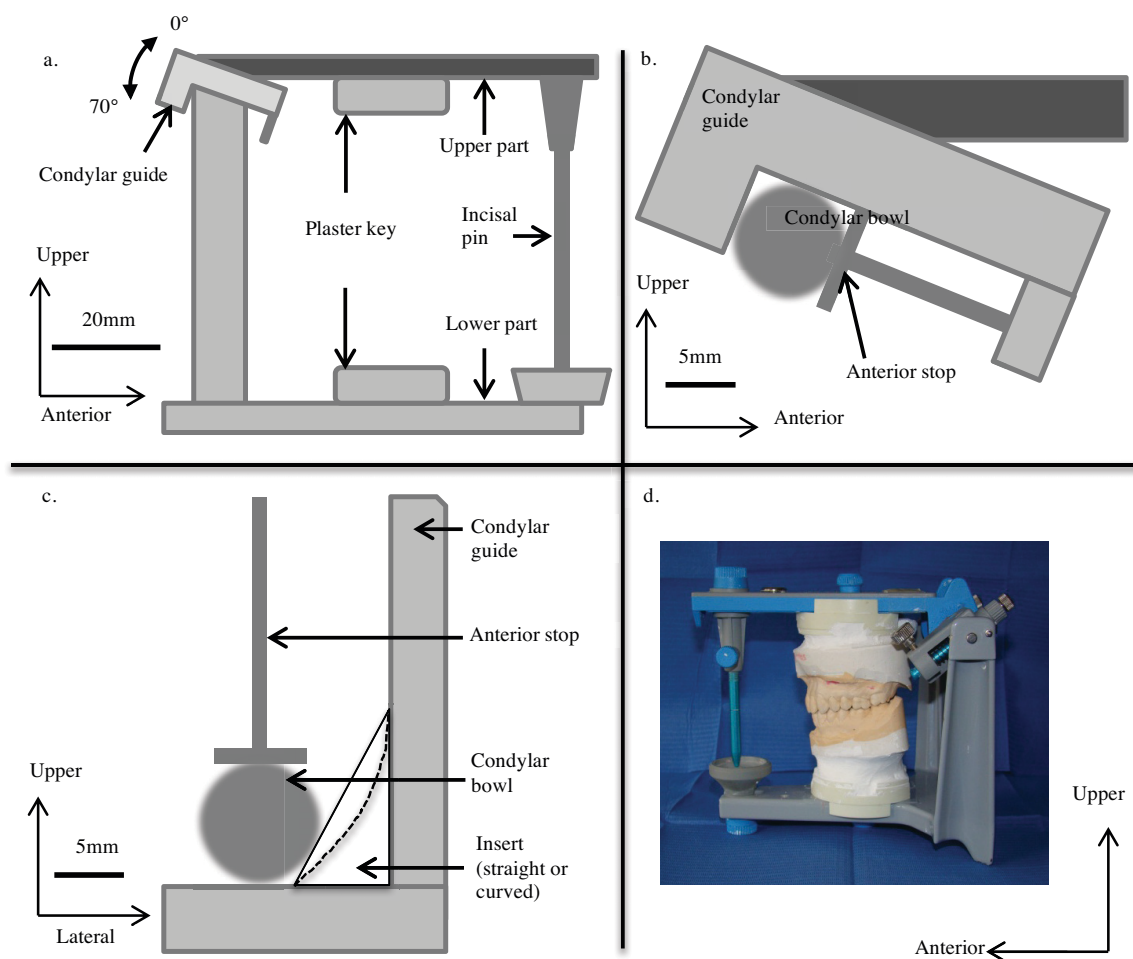 a.
0°
70°
Condylar guide
Plaster key
Upper part
Incisal
pin
Lower part
Upper
20mm
Anterior
b.
Condylar
guide
Condylar bowl
Anterior stop
Upper
5mm
Anterior
c.
Condylar
guide
Anterior stop
Condylar
bowl
Insert
(straight or
curved)
Upper
5mm
Lateral
d.
Upper
Anterior